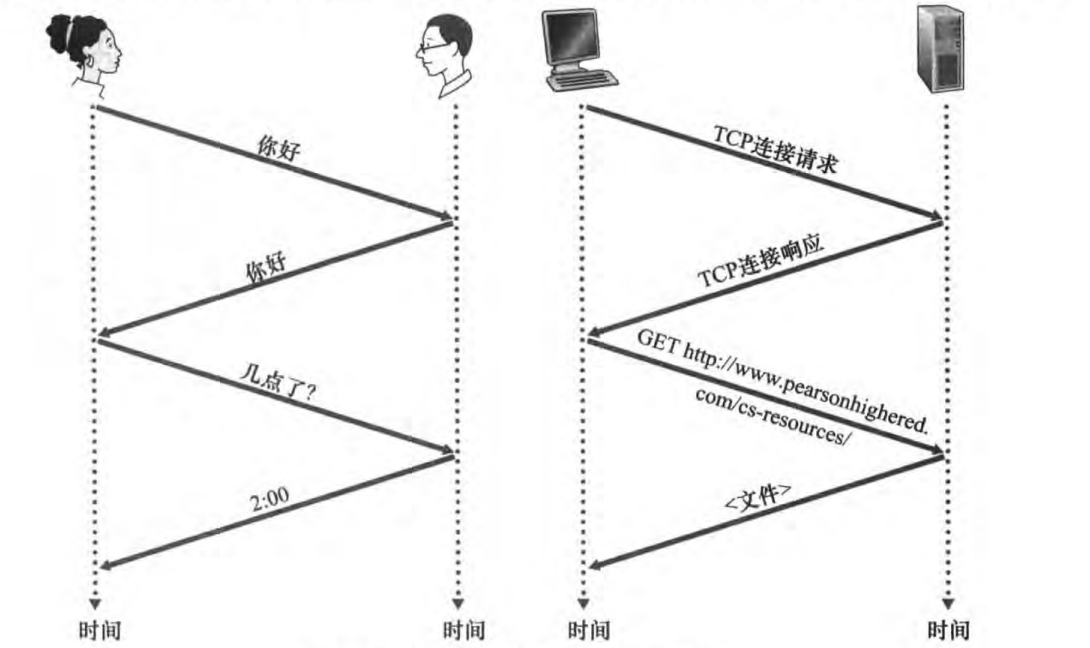 你好
你好
几点了?
2:00
时间
时间
TCP连接请求
TCP连接响应
GET http://www.pearsonhighered.
com/cs-resources/
<文件>
时间
时间